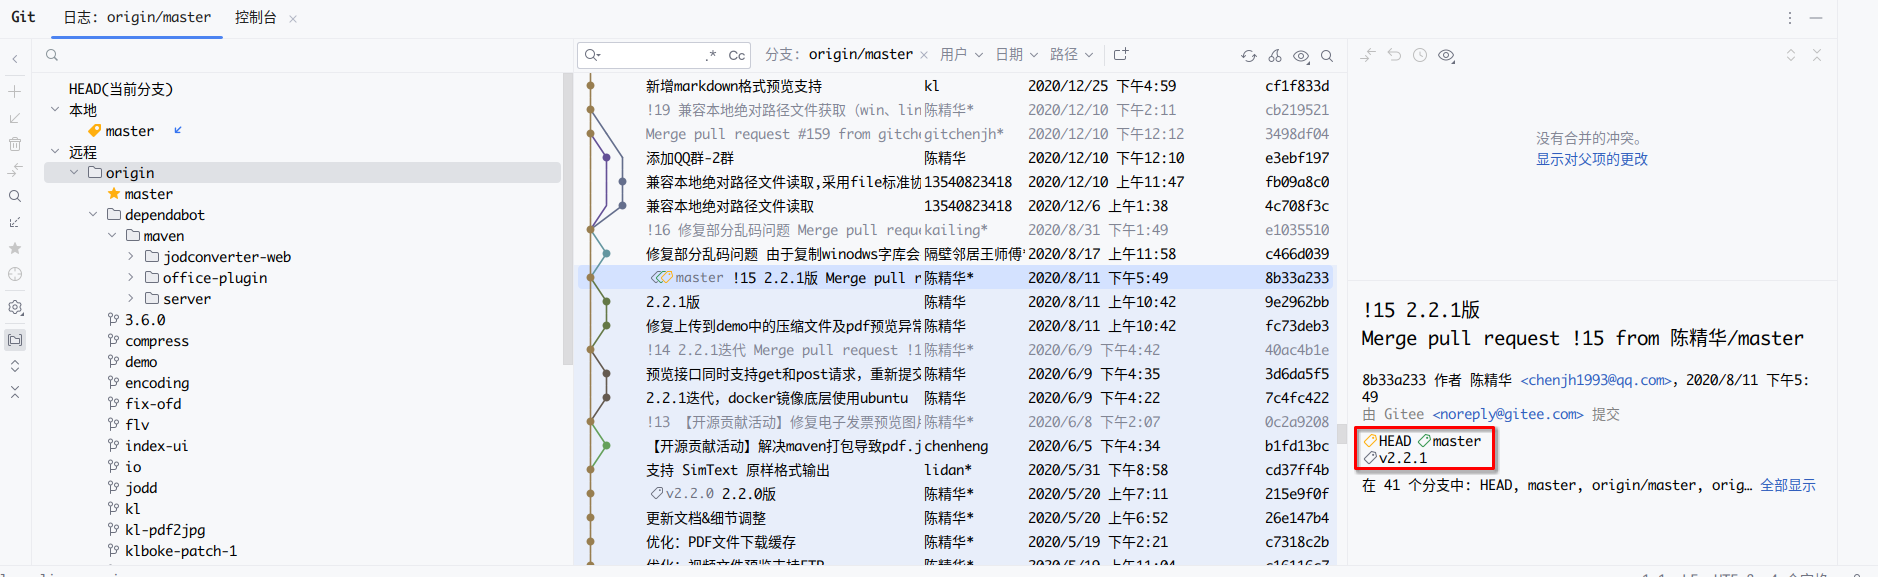 Git 日志: origin/master 控制台
.* Cc 分支: origin/master 用户 日期 路径
HEAD(当前分支)
本地
master
远程
origin
master
dependabot
maven
jodconverter-web
office-plugin
server
3.6.0
compress
demo
encoding
fix-ofd
flv
index-ui
io
jodd
kl
kl-pdf2jpg
klboke-patch-1
新增markdown格式预览支持 kl 2020/12/25 下午4:59 cf1f833d
!19 兼容本地绝对路径文件获取（win、lin 陈精华* 2020/12/10 下午2:11 cb219521
Merge pull request #159 from gitche gitchenjh* 2020/12/10 下午12:12 3498df04
添加QQ群-2群 陈精华 2020/12/10 下午12:10 e3ebf197
兼容本地绝对路径文件读取,采用file标准协 13540823418 2020/12/10 上午11:47 fb09a8c0
兼容本地绝对路径文件读取 13540823418 2020/12/6 上午1:38 4c708f3c
!16 修复部分乱码问题 Merge pull reque kailing* 2020/8/31 下午1:49 e1035510
修复部分乱码问题 由于复制winodws字库会 隔壁邻居王师傅* 2020/8/17 上午11:58 c466d039
master !15 2.2.1版 Merge pull r 陈精华* 2020/8/11 下午5:49 8b33a233
2.2.1版 陈精华 2020/8/11 上午10:42 9e2962bb
修复上传到demo中的压缩文件及pdf预览异常 陈精华 2020/8/11 上午10:42 fc73deb3
!14 2.2.1迭代 Merge pull request !1 陈精华* 2020/6/9 下午4:42 40ac4b1e
预览接口同时支持get和post请求，重新提交 陈精华 2020/6/9 下午4:35 3d6da5f5
2.2.1迭代，docker镜像底层使用ubuntu 陈精华 2020/6/9 下午4:22 7c4fc422
!13 【开源贡献活动】修复电子发票预览图片 陈精华* 2020/6/8 下午2:07 0c2a9208
【开源贡献活动】解决maven打包导致pdf.j chenheng 2020/6/5 下午4:34 b1fd13bc
支持 SimText 原样格式输出 lidan* 2020/5/31 下午8:58 cd37ff4b
v2.2.0 2.2.0版 陈精华* 2020/5/20 上午7:11 215e9f0f
更新文档&细节调整 陈精华* 2020/5/20 上午6:52 26e147b4
优化: PDF文件下载缓存 陈精华* 2020/5/19 下午2:21 c7318c2b
没有合并的冲突。
显示对父项的更改
!15 2.2.1版
Merge pull request !15 from 陈精华/master
8b33a233 作者 陈精华 <chenjh1993@qq.com>，2020/8/11 下午5:
49
由 Gitee <noreply@gitee.com> 提交
HEAD master
v2.2.1
在 41 个分支中: HEAD, master, origin/master, orig… 全部显示